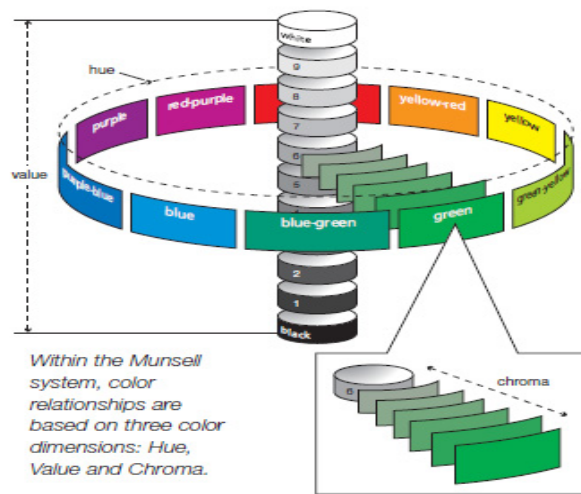 white
9
hue
8
purple
red-purple
yellow-red
yellow
7
6
value
5
purple-blue
green-yellow
blue
blue-green
green
2
1
black
Within the Munsell
system, color
relationships are
based on three color
dimensions: Hue,
Value and Chroma.
chroma
6